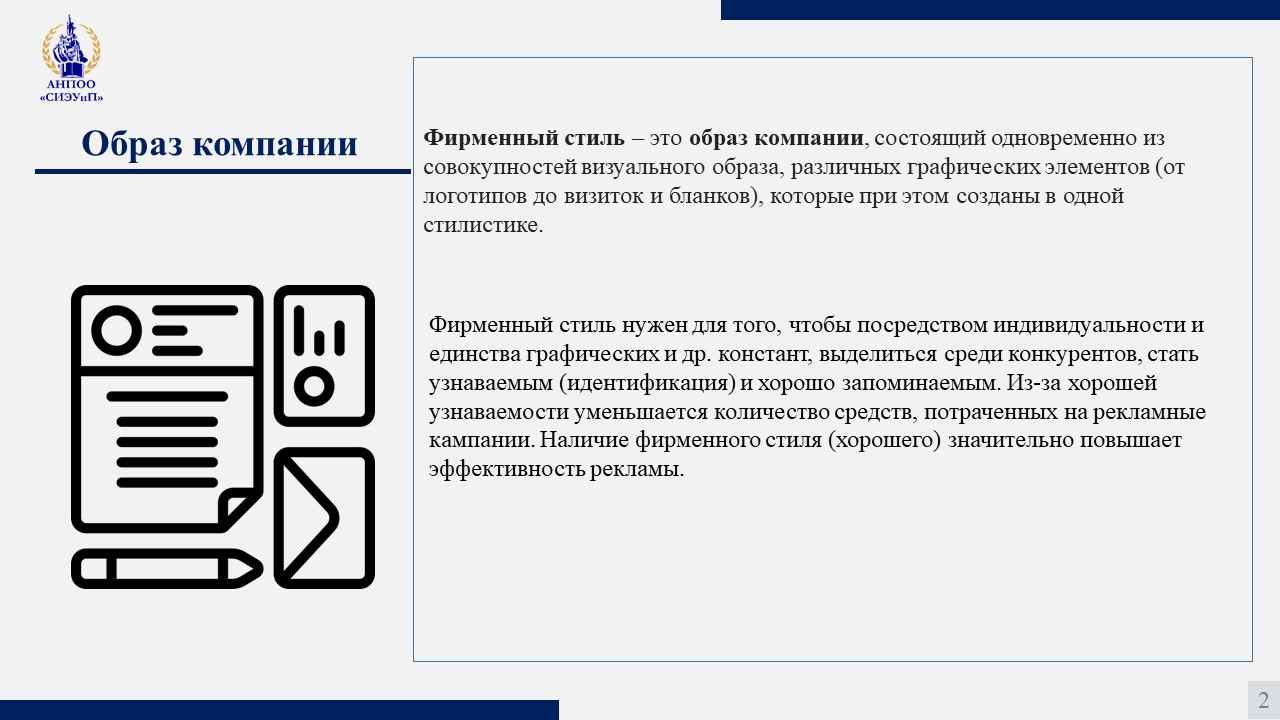 АНПОО
«СИЭУиП»
Образ компании
Фирменный стиль – это образ компании, состоящий одновременно из
совокупностей визуального образа, различных графических элементов (от
логотипов до визиток и бланков), которые при этом созданы в одной
стилистике.
Фирменный стиль нужен для того, чтобы посредством индивидуальности и
единства графических и др. констант, выделиться среди конкурентов, стать
узнаваемым (идентификация) и хорошо запоминаемым. Из-за хорошей
узнаваемости уменьшается количество средств, потраченных на рекламные
кампании. Наличие фирменного стиля (хорошего) значительно повышает
эффективность рекламы.
2